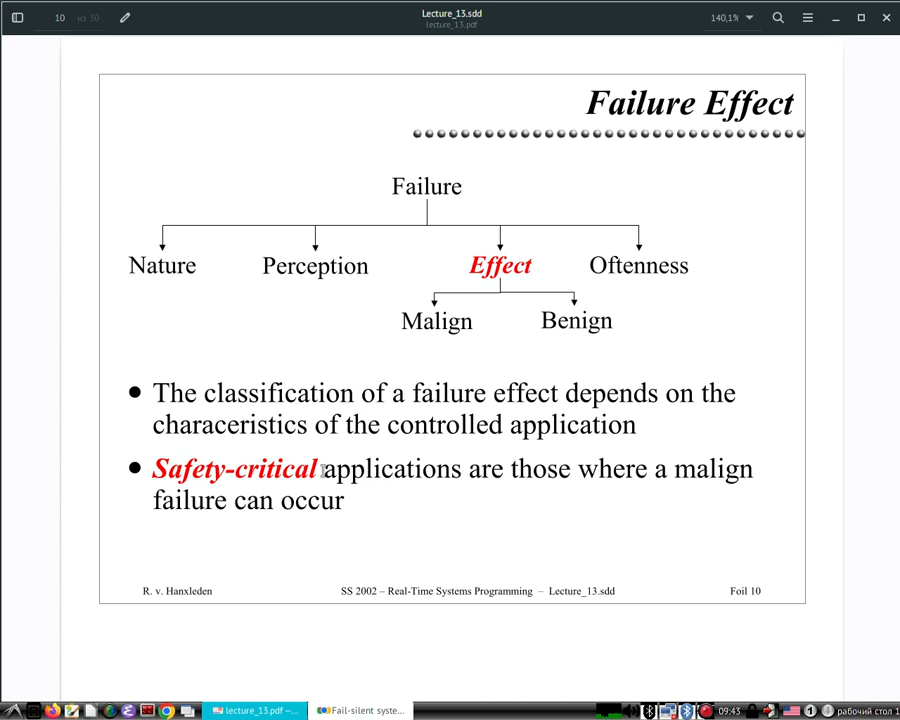 10 из 30
Lecture_13.sdd
lecture_13.pdf
140,1%
Failure Effect
Failure
Nature Perception Effect Oftenness
Malign Benign
The classification of a failure effect depends on the
characeristics of the controlled application
Safety-critical applications are those where a malign
failure can occur
R. v. Hanxleden SS 2002 – Real-Time Systems Programming – Lecture_13.sdd Foil 10
lecture_13.pdf –... Fail-silent syste... 09:43 рабочий стол 1